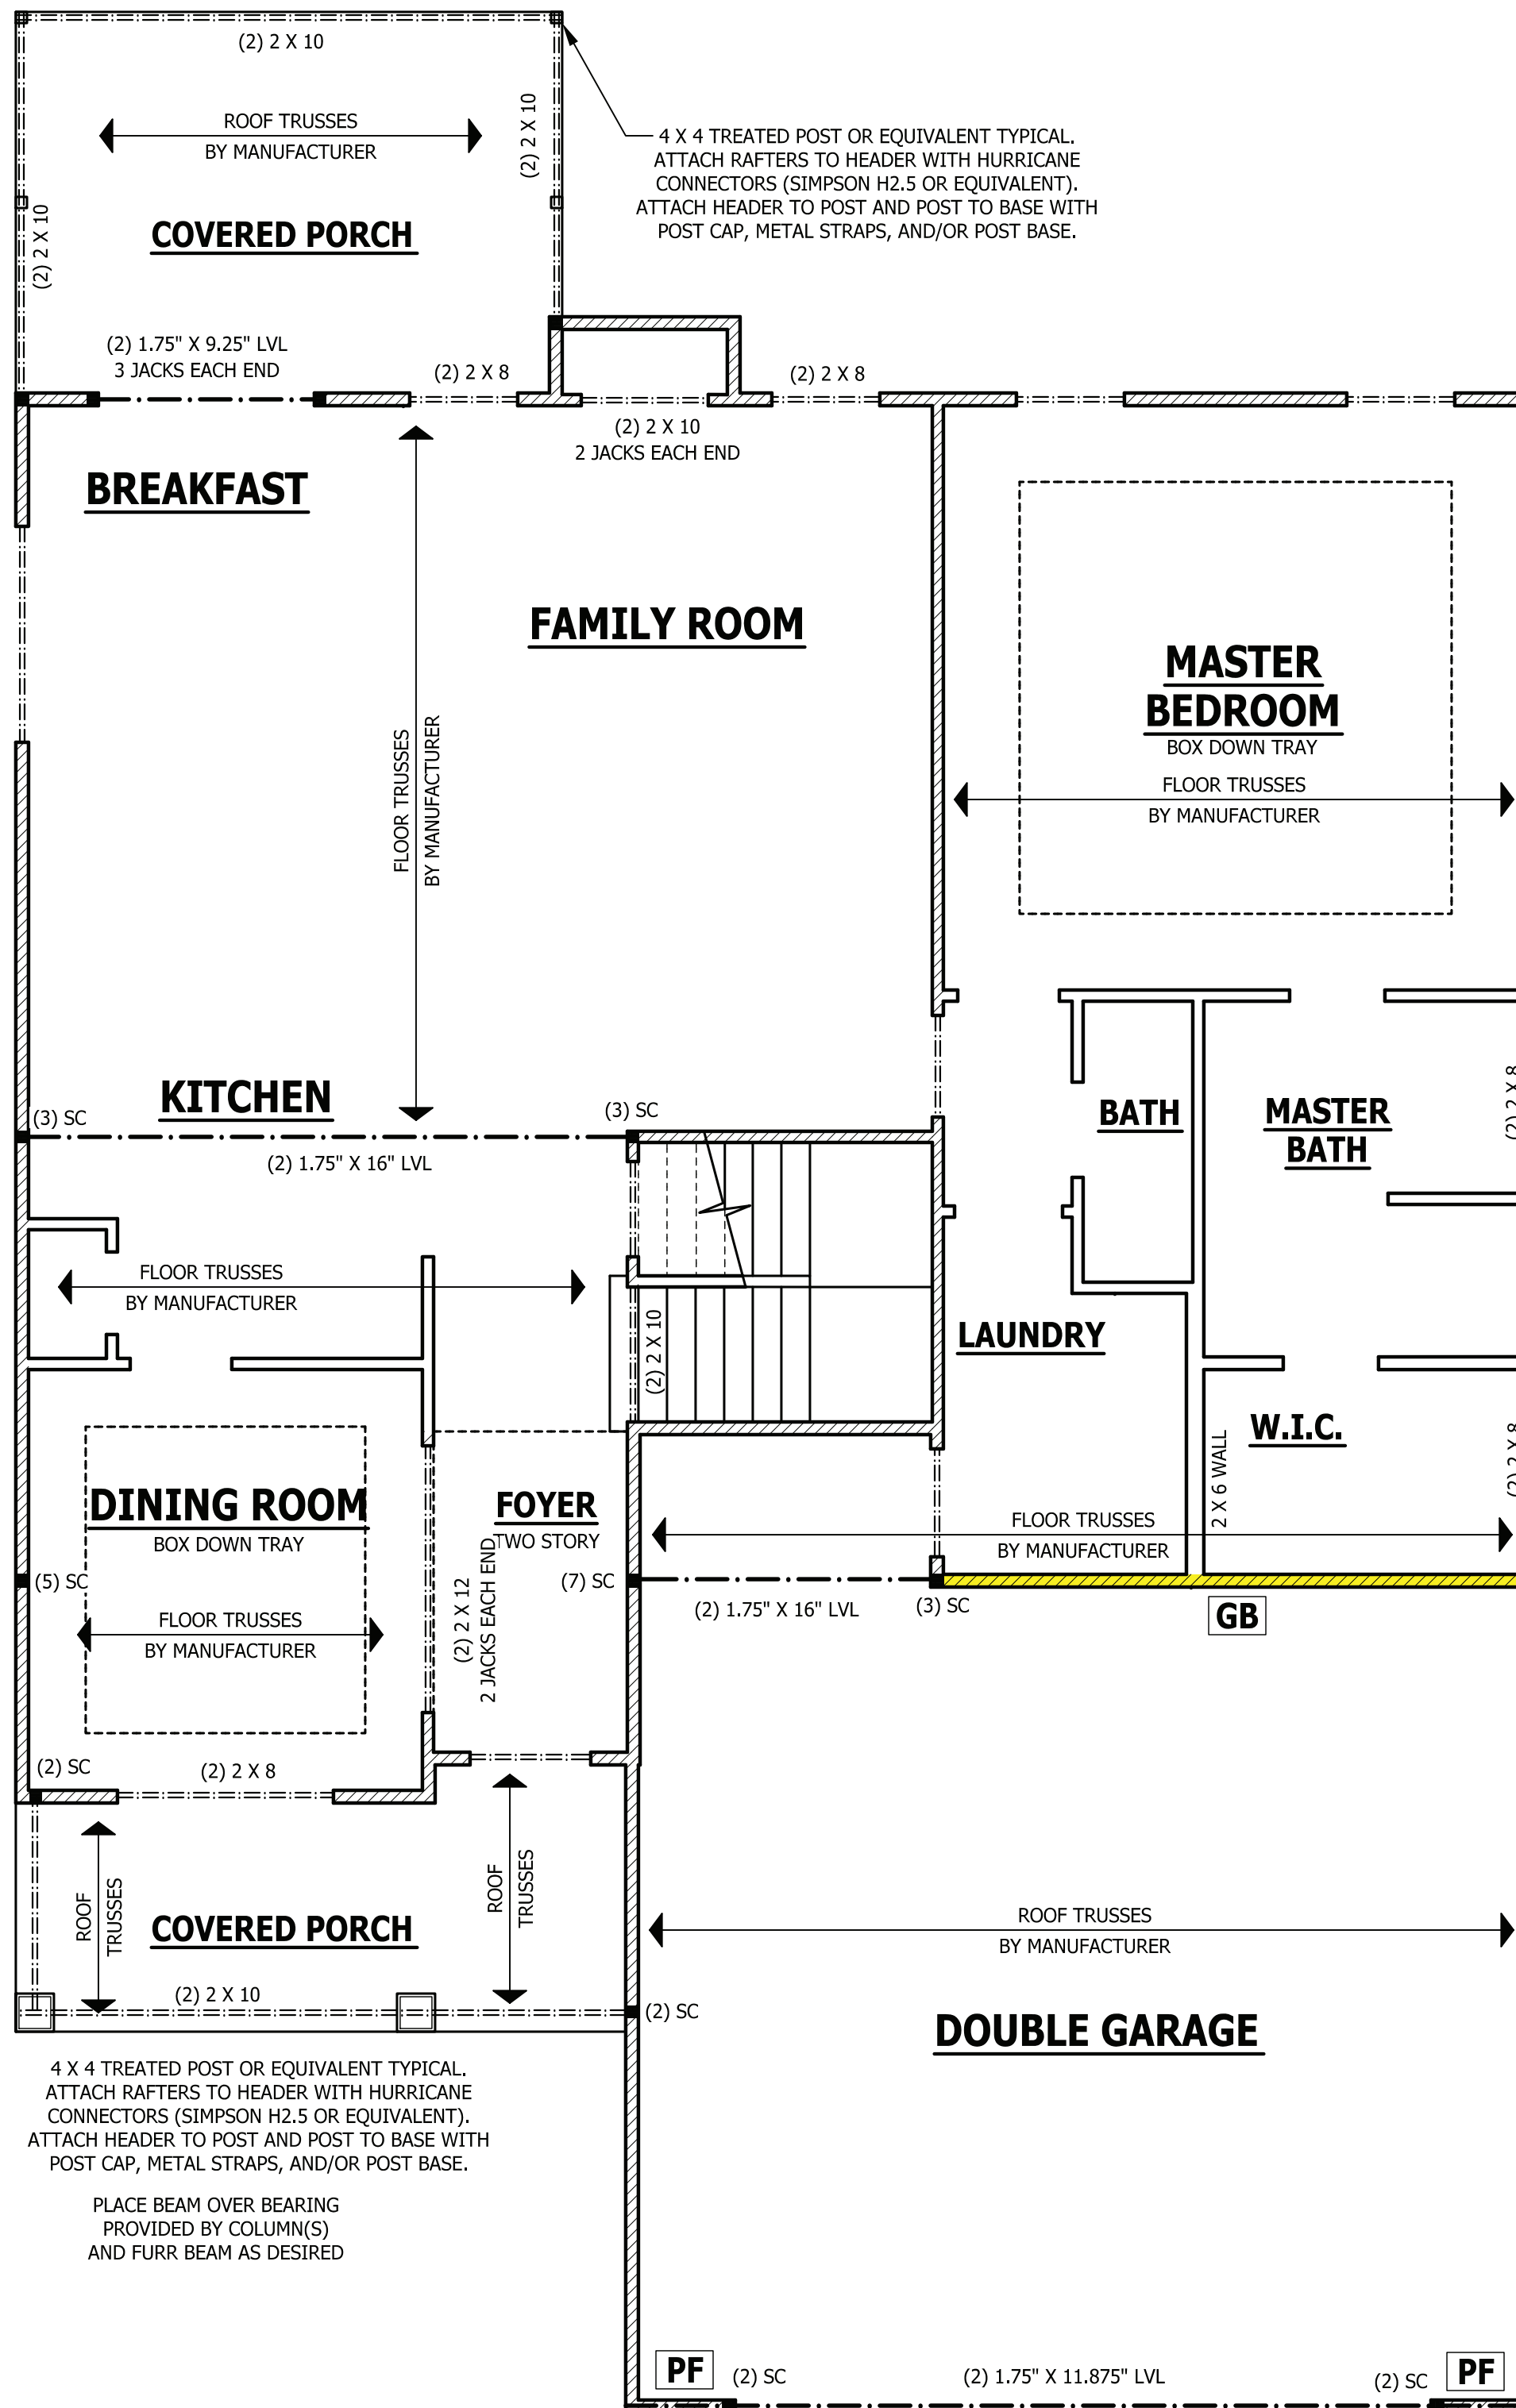 (2) 2 X 10
ROOF TRUSSES
BY MANUFACTURER
(2) 2 X 10
4 X 4 TREATED POST OR EQUIVALENT TYPICAL.
ATTACH RAFTERS TO HEADER WITH HURRICANE
CONNECTORS (SIMPSON H2.5 OR EQUIVALENT).
ATTACH HEADER TO POST AND POST TO BASE WITH
POST CAP, METAL STRAPS, AND/OR POST BASE.
(2) 2 X 10
COVERED PORCH
(2) 1.75" X 9.25" LVL
3 JACKS EACH END
(2) 2 X 8
(2) 2 X 8
(2) 2 X 10
2 JACKS EACH END
BREAKFAST
FAMILY ROOM
MASTER
BEDROOM
BOX DOWN TRAY
FLOOR TRUSSES
BY MANUFACTURER
FLOOR TRUSSES
BY MANUFACTURER
KITCHEN
(3) SC
(3) SC
(2) 1.75" X 16" LVL
BATH
MASTER
BATH
(2) 2 X 8
FLOOR TRUSSES
BY MANUFACTURER
(2) 2 X 10
LAUNDRY
W.I.C.
2 X 6 WALL
(2) 2 X 8
DINING ROOM
BOX DOWN TRAY
FOYER
TWO STORY
FLOOR TRUSSES
BY MANUFACTURER
(5) SC
(7) SC
(2) 2 X 12
2 JACKS EACH END
(2) 1.75" X 16" LVL
(3) SC
GB
FLOOR TRUSSES
BY MANUFACTURER
(2) SC
(2) 2 X 8
ROOF
TRUSSES
ROOF
TRUSSES
COVERED PORCH
(2) 2 X 10
(2) SC
ROOF TRUSSES
BY MANUFACTURER
DOUBLE GARAGE
4 X 4 TREATED POST OR EQUIVALENT TYPICAL.
ATTACH RAFTERS TO HEADER WITH HURRICANE
CONNECTORS (SIMPSON H2.5 OR EQUIVALENT).
ATTACH HEADER TO POST AND POST TO BASE WITH
POST CAP, METAL STRAPS, AND/OR POST BASE.
PLACE BEAM OVER BEARING
PROVIDED BY COLUMN(S)
AND FURR BEAM AS DESIRED
PF
(2) SC
(2) 1.75" X 11.875" LVL
(2) SC
PF